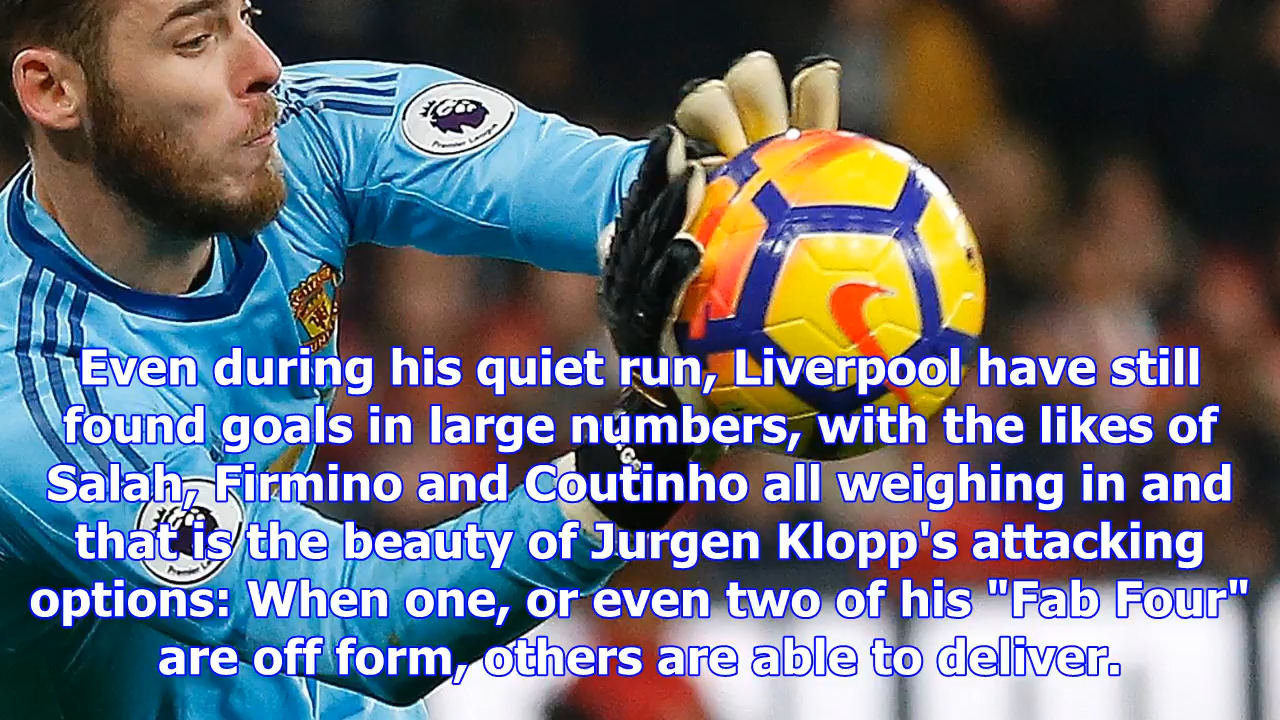 Premier League
Even during his quiet run, Liverpool have still
found goals in large numbers, with the likes of
Salah, Firmino and Coutinho all weighing in and
that is the beauty of Jurgen Klopp's attacking
options: When one, or even two of his "Fab Four"
are off form, others are able to deliver.